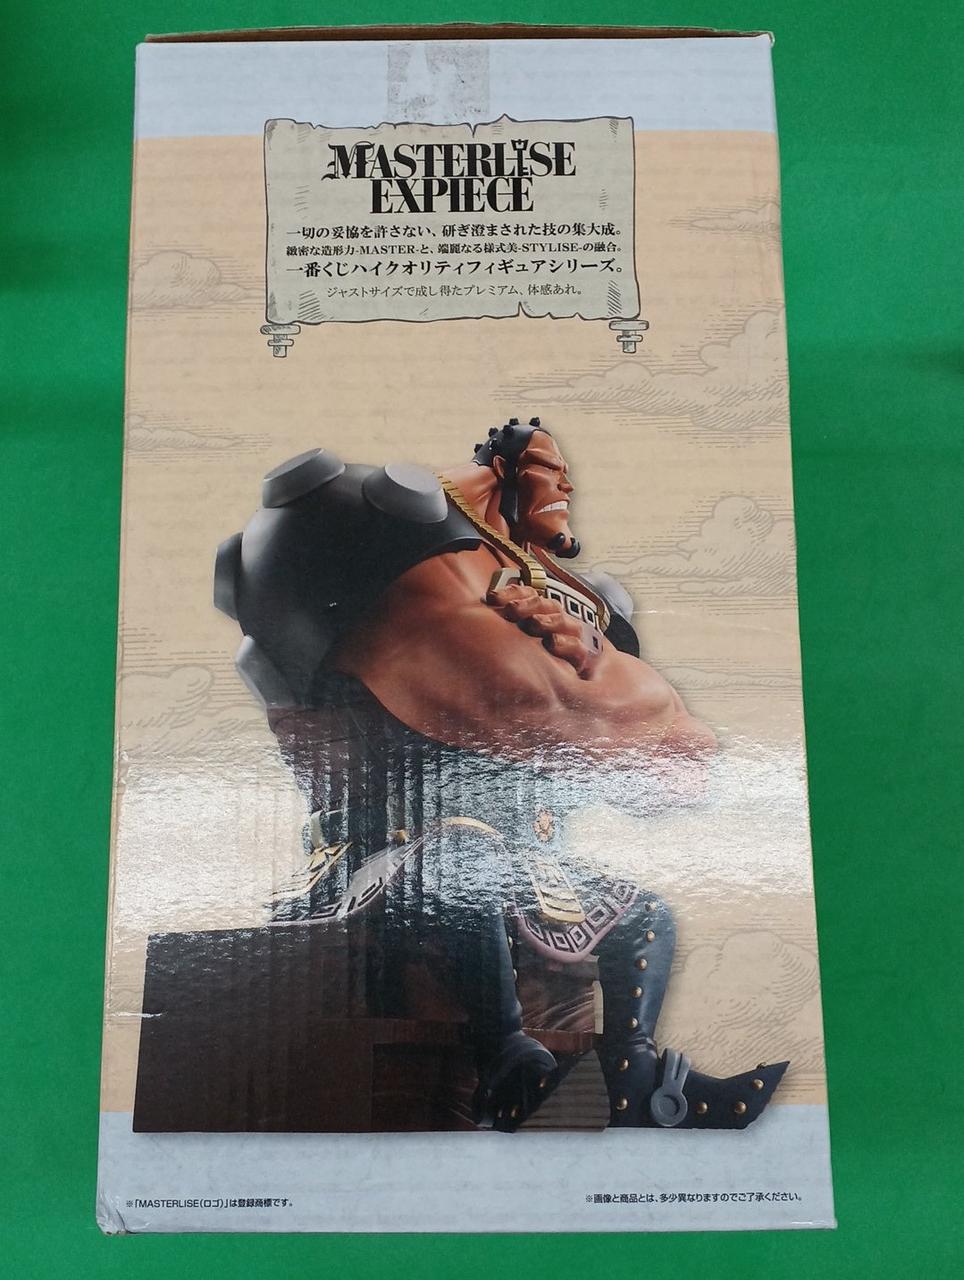 MASTERLISE
EXPIECE
一切の妥協を許さない、研ぎ澄まされた技の集大成。
緻密な造形力-MASTER-と、端麗なる様式美-STYLISE-の融合。
一番くじハイクオリティフィギュアシリーズ。
ジャストサイズで成し得たプレミアム、体感あれ。
※「MASTERLISE(ロゴ)」は登録商標です。
※画像と商品とは、多少異なりますのでご了承ください。